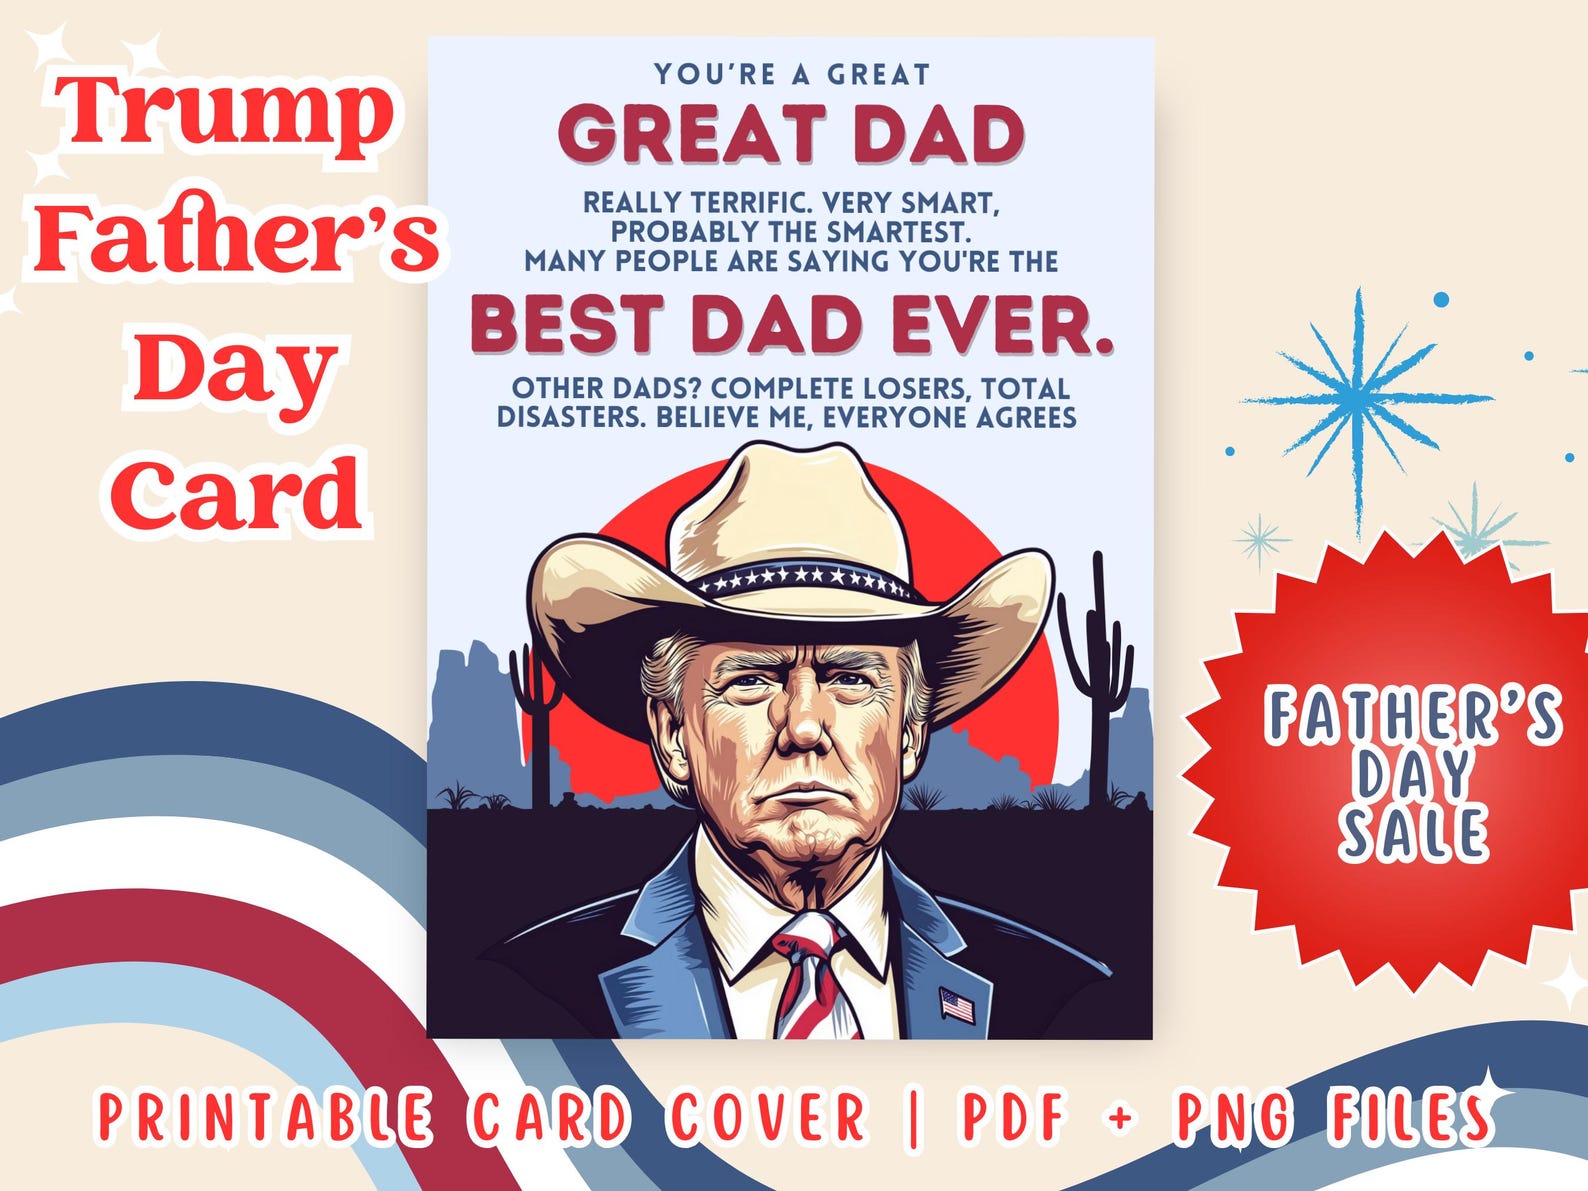 Trump
Father's
Day
Card
YOU'RE A GREAT
GREAT DAD
REALLY TERRIFIC. VERY SMART,
PROBABLY THE SMARTEST.
MANY PEOPLE ARE SAYING YOU'RE THE
BEST DAD EVER.
OTHER DADS? COMPLETE LOSERS, TOTAL
DISASTERS. BELIEVE ME, EVERYONE AGREES
FATHER'S
DAY
SALE
PRINTABLE CARD COVER | PDF + PNG FILES